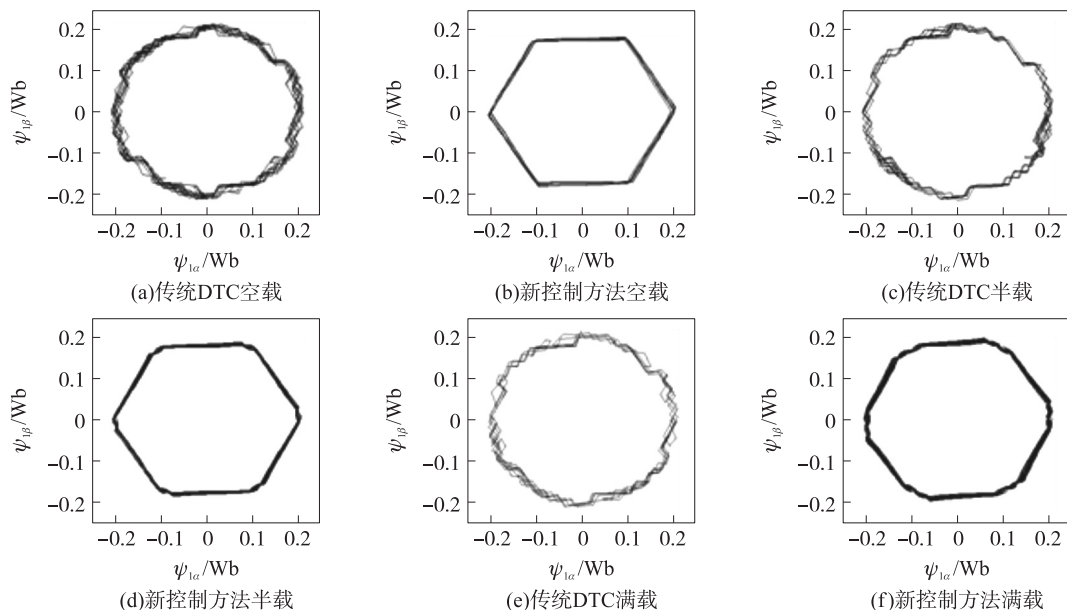 0.2 0.2 0.2
0.1 0.1 0.1
ψ1β/Wb 0 ψ1β/Wb 0 ψ1β/Wb 0
−0.1 −0.1 −0.1
−0.2 −0.2 −0.2
−0.2 −0.1 0 0.1 0.2 −0.2 −0.1 0 0.1 0.2 −0.2 −0.1 0 0.1 0.2
ψ1α/Wb ψ1α/Wb ψ1α/Wb
(a)传统DTC空载 (b)新控制方法空载 (c)传统DTC半载
0.2 0.2 0.2
0.1 0.1 0.1
ψ1β/Wb 0 ψ1β/Wb 0 ψ1β/Wb 0
−0.1 −0.1 −0.1
−0.2 −0.2 −0.2
−0.2 −0.1 0 0.1 0.2 −0.2 −0.1 0 0.1 0.2 −0.2 −0.1 0 0.1 0.2
ψ1α/Wb ψ1α/Wb ψ1α/Wb
(d)新控制方法半载 (e)传统DTC满载 (f)新控制方法满载